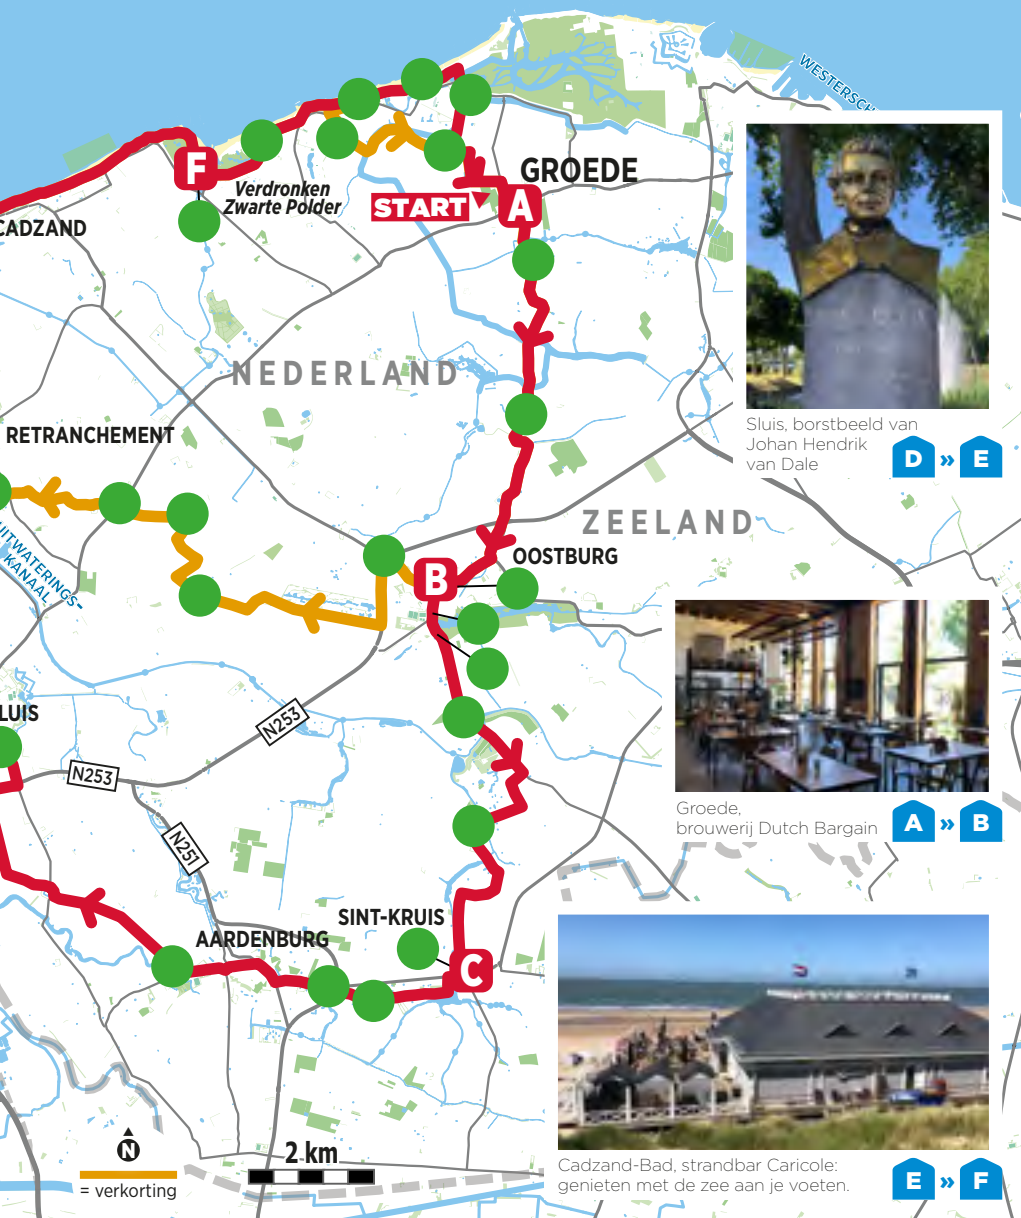 WESTERSCH
F
GROEDE
Verdronken
Zwarte Polder
START
A
CADZAND
NEDERLAND
RETRANCHEMENT
Sluis, borstbeeld van
Johan Hendrik
van Dale
D » E
ZEELAND
UITWATERINGS-
KANAAL
OOSTBURG
B
LUIS
N253
N253
N251
Groede,
brouwerij Dutch Bargain
A » B
SINT-KRUIS
AARDENBURG
C
N
2 km
= verkorting
Cadzand-Bad, strandbar Caricole:
genieten met de zee aan je voeten.
E » F